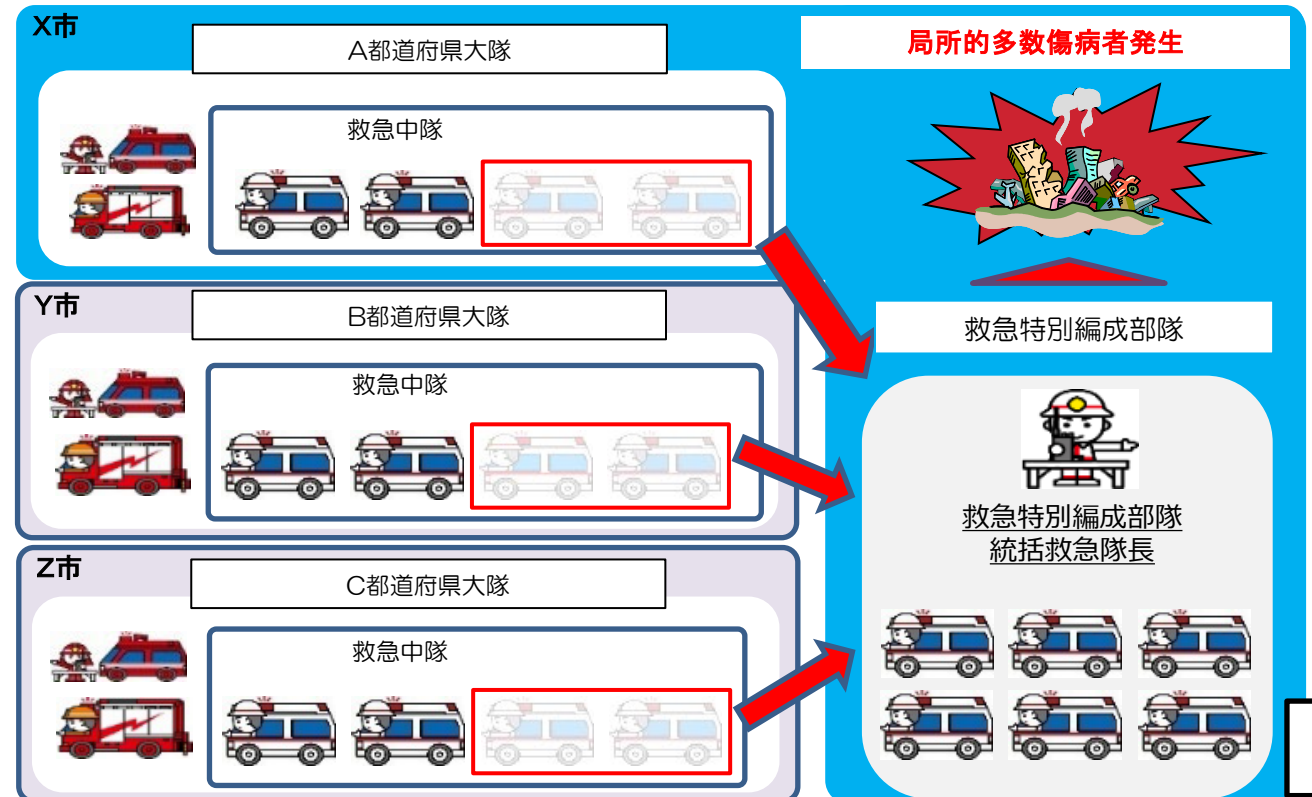 X市
A都道府県大隊
救急中隊
局所的多数傷病者発生
Y市
B都道府県大隊
救急中隊
救急特別編成部隊
救急特別編成部隊
統括救急隊長
Z市
C都道府県大隊
救急中隊